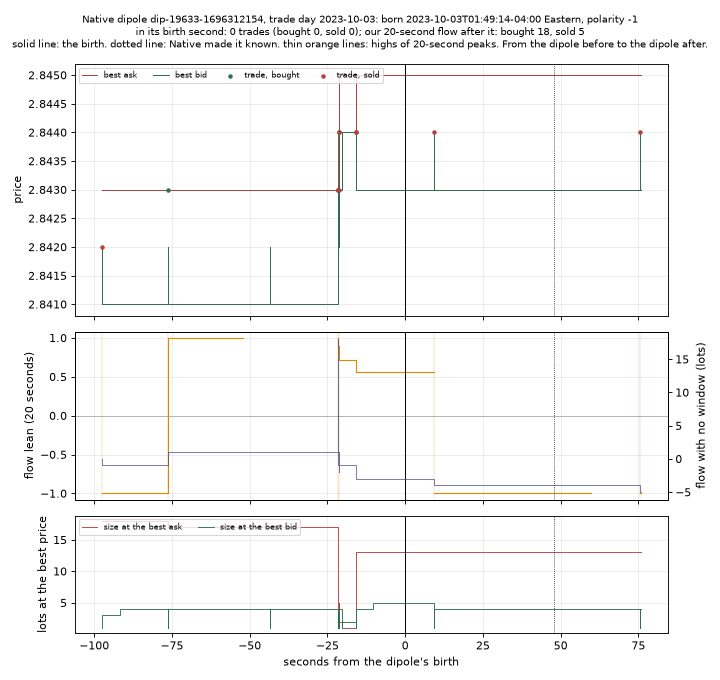 Native dipole dip-19633-1696312154, trade day 2023-10-03: born 2023-10-03T01:49:14-04:00 Eastern, polarity -1
in its birth second: 0 trades (bought 0, sold 0); our 20-second flow after it: bought 18, sold 5
solid line: the birth. dotted line: Native made it known. thin orange lines: highs of 20-second peaks. From the dipole before to the dipole after.
best ask
best bid
trade, bought
trade, sold
2.8450
2.8445
2.8440
2.8435
2.8430
2.8425
2.8420
2.8415
2.8410
price
1.0
0.5
0.0
−0.5
−1.0
flow lean (20 seconds)
15
10
5
0
−5
flow with no window (lots)
size at the best ask
size at the best bid
15
10
5
lots at the best price
−100
−75
−50
−25
0
25
50
75
seconds from the dipole's birth